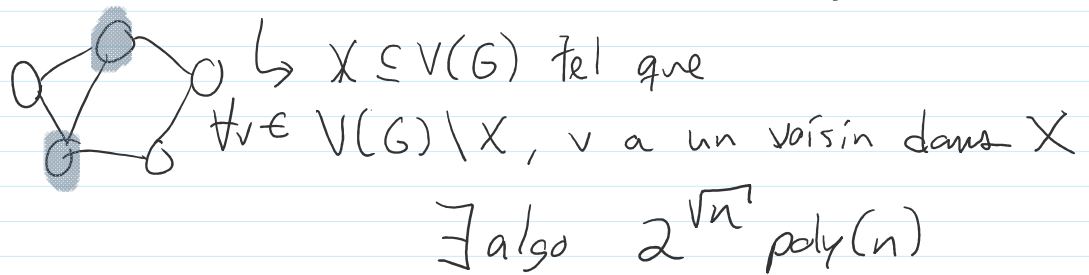 ↳ X ⊆ V(G) tel que
∀v ∈ V(G)\X, v a un voisin dans X
∃ algo 2^√n poly(n)